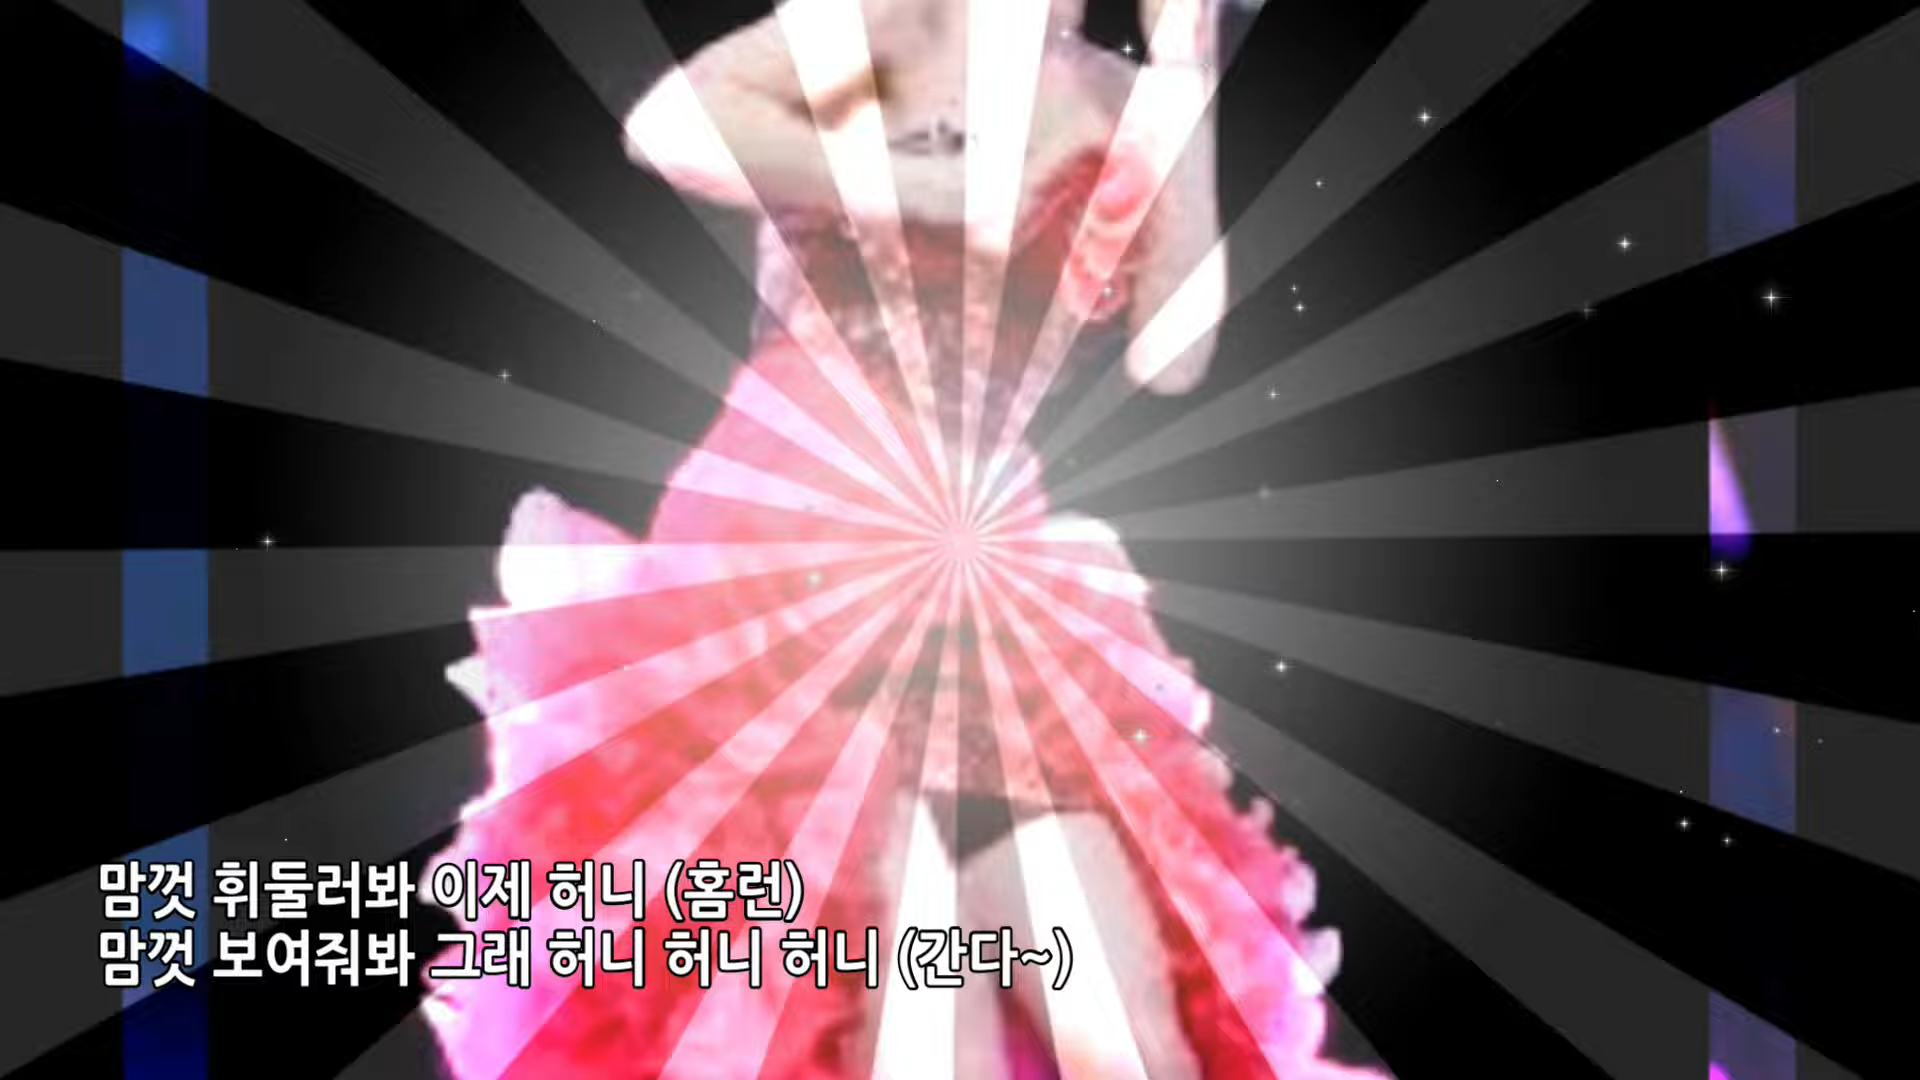 맘껏 휘둘러봐 이제 허니 (홈런)
맘껏 보여줘봐 그래 허니 허니 허니 (간다~)